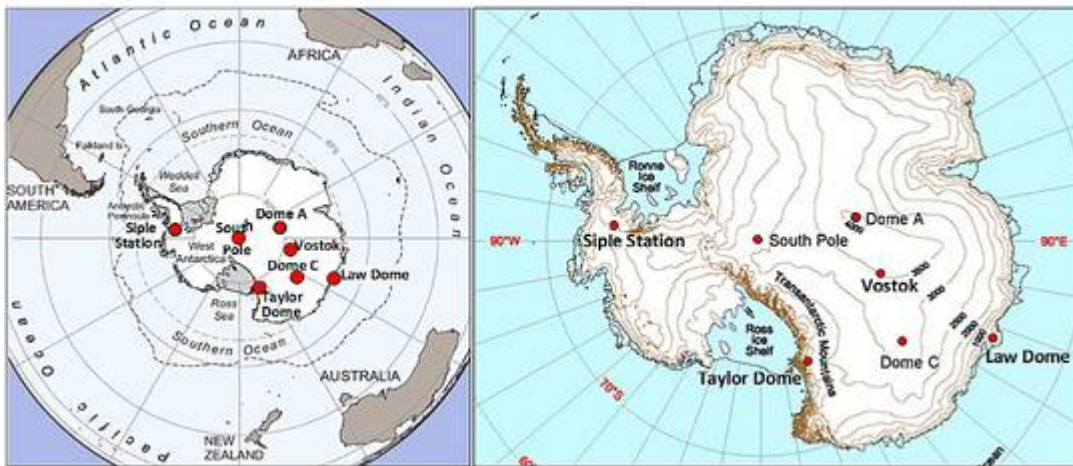 Atlantic Ocean
AFRICA
Indian Ocean
South Georgia
Southern Ocean
Falkland Is
Weddell
Sea
SOUTH
AMERICA
Antarctic
Peninsula
Siple
Station
South
Pole
Dome A
Vostok
West
Antarctica
Dome C
Law Dome
Ross
Sea
Taylor
Dome
Southern Ocean
AUSTRALIA
Pacific Ocean
NEW
ZEALAND
Ronne
Ice
Shelf
90°W
Siple Station
South Pole
Dome A
4000
90°E
Vostok
3500
3000
Transantarctic Mountains
Ross
Ice
Shelf
Dome C
Law Dome
Taylor Dome
70°S